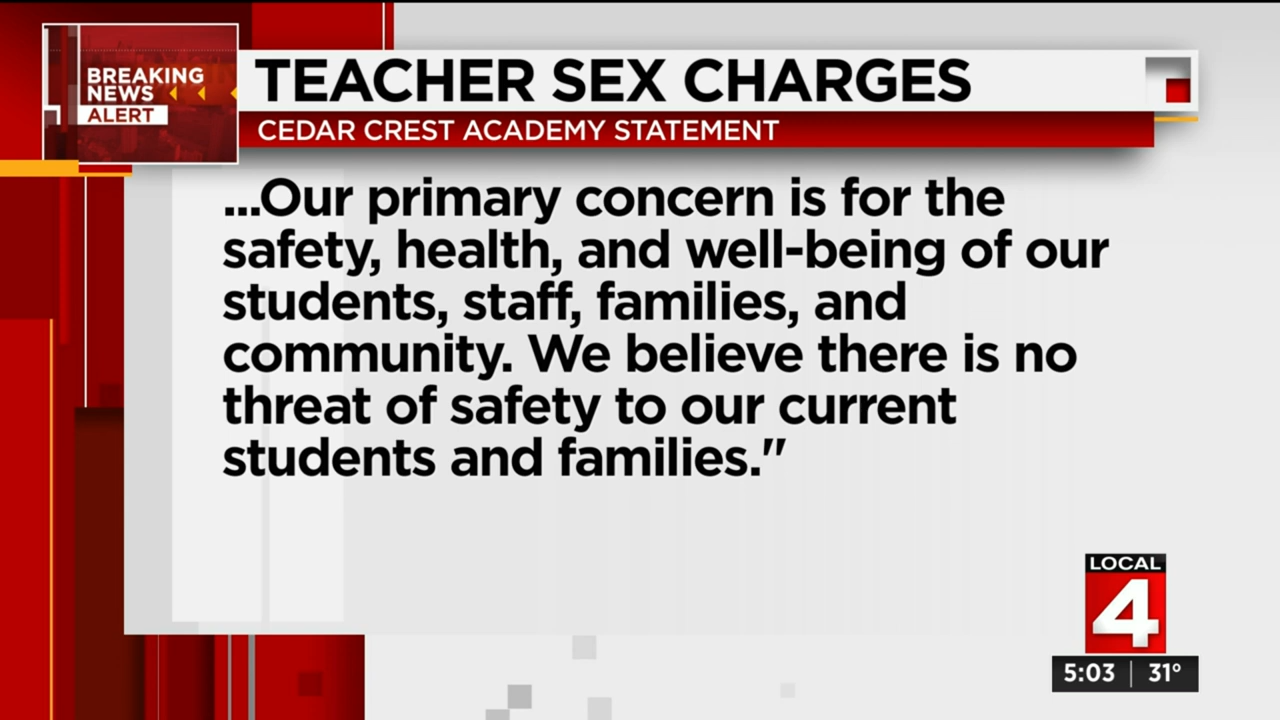 BREAKING
NEWS
ALERT
TEACHER SEX CHARGES
CEDAR CREST ACADEMY STATEMENT
...Our primary concern is for the
safety, health, and well-being of our
students, staff, families, and
community. We believe there is no
threat of safety to our current
students and families."
LOCAL
4
5:03 | 31°